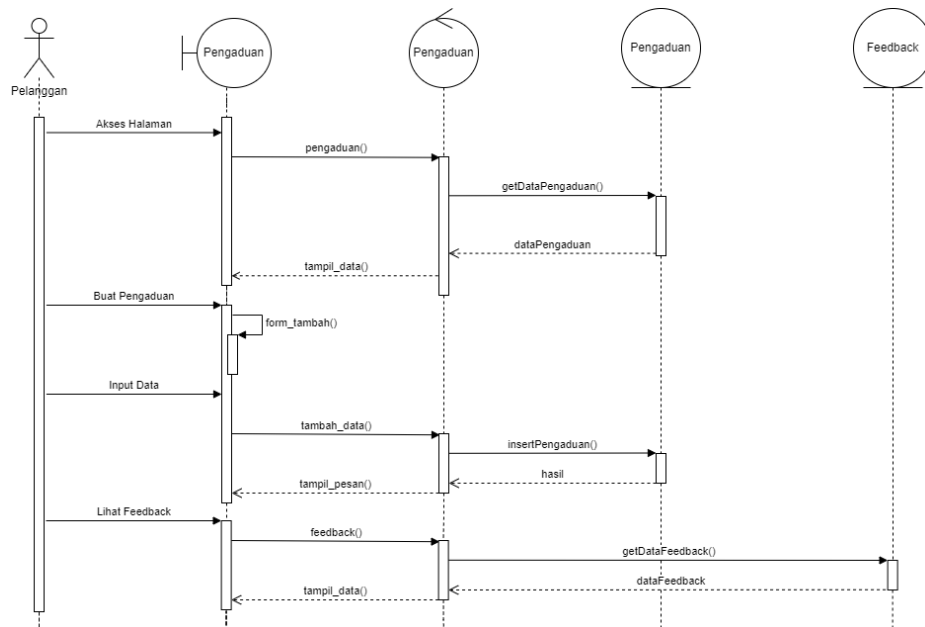 Pengaduan
Pengaduan
Pengaduan
Feedback
Pelanggan
Akses Halaman
pengaduan()
getDataPengaduan()
dataPengaduan
tampil_data()
Buat Pengaduan
form_tambah()
Input Data
tambah_data()
insertPengaduan()
hasil
tampil_pesan()
Lihat Feedback
feedback()
getDataFeedback()
dataFeedback
tampil_data()